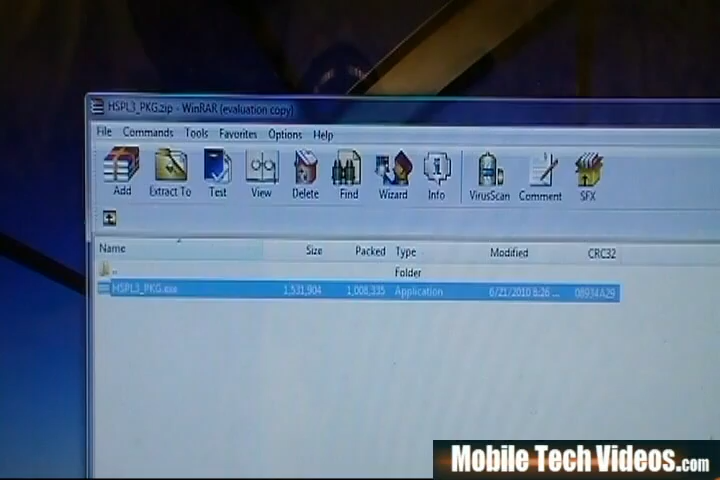 HSPL3_PKG.zip - WinRAR (evaluation copy)
File Commands Tools Favorites Options Help
Add Extract To Test View Delete Find Wizard Info VirusScan Comment SFX
Name Size Packed Type Modified CRC32
.. Folder
HSPL3_PKG.exe 1,531,904 1,008,335 Application 6/21/2010 8:26 ... 08934A29
Mobile Tech Videos.com